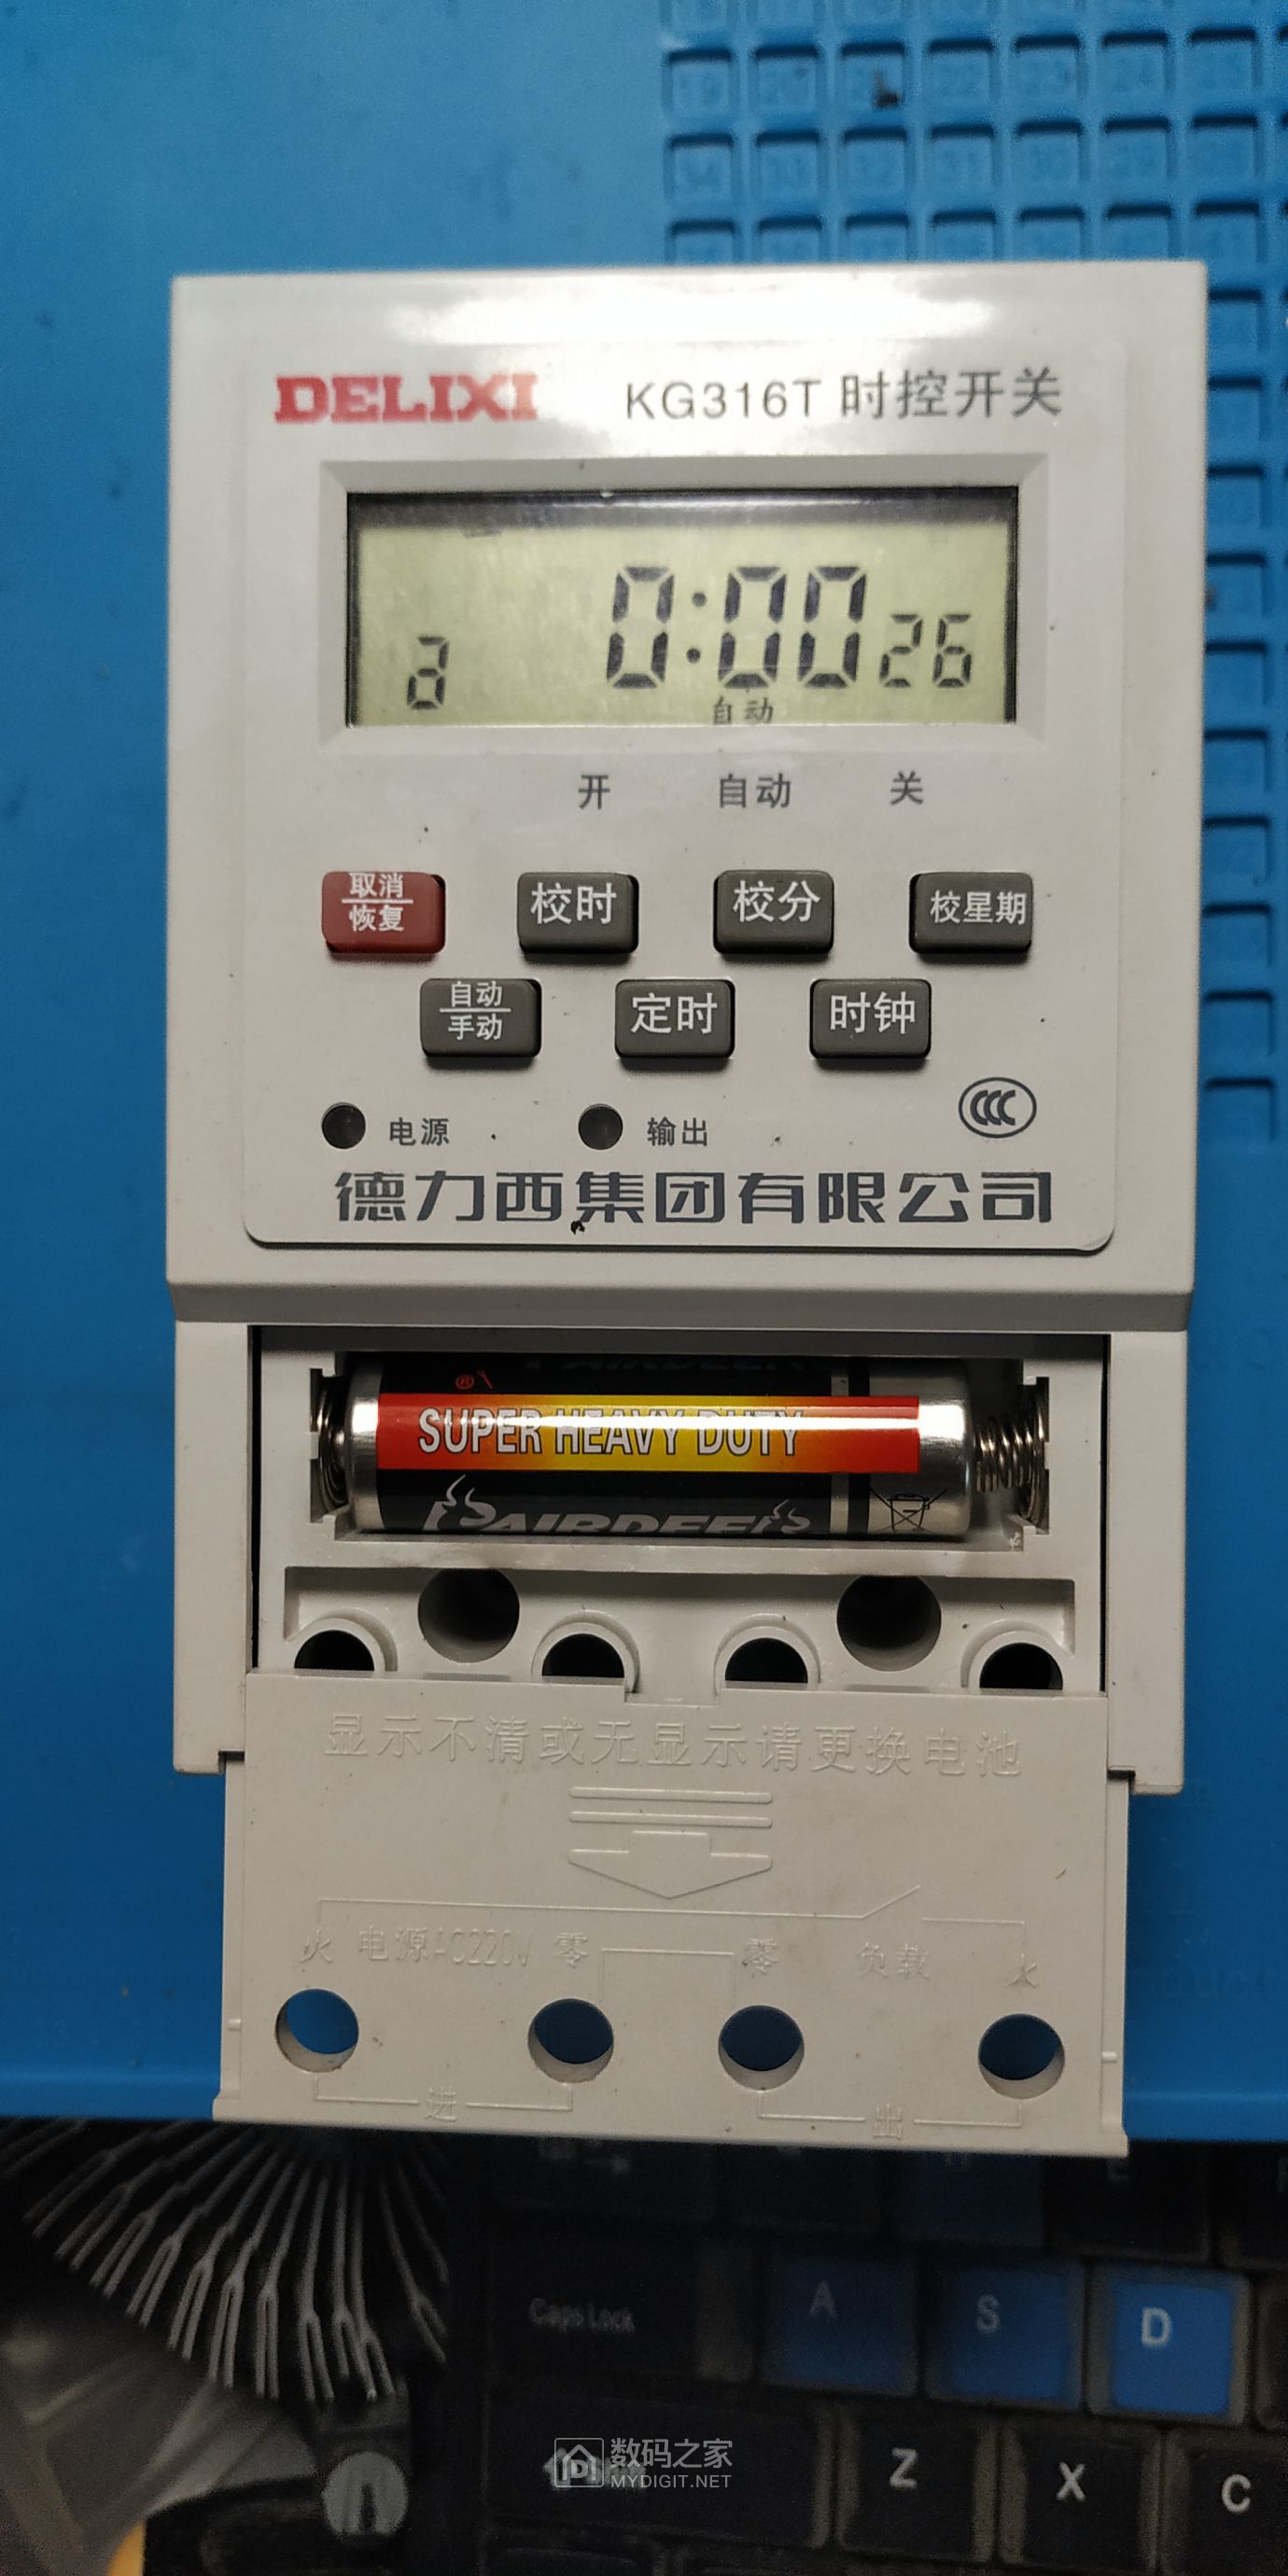 DELIXI KG316T 时控开关
a 0:00 26
自动
开 自动 关
取消/恢复 校时 校分 校星期
自动/手动 定时 时钟
电源 输出 CCC
德力西集团有限公司
SUPER HEAVY DUTY
PAIRDEER
显示不清或无显示请更换电池
火 电源AC220V 零 零 负载 火
进 出
Caps Lock A S D
Z X C
数码之家
MYDIGIT.NET